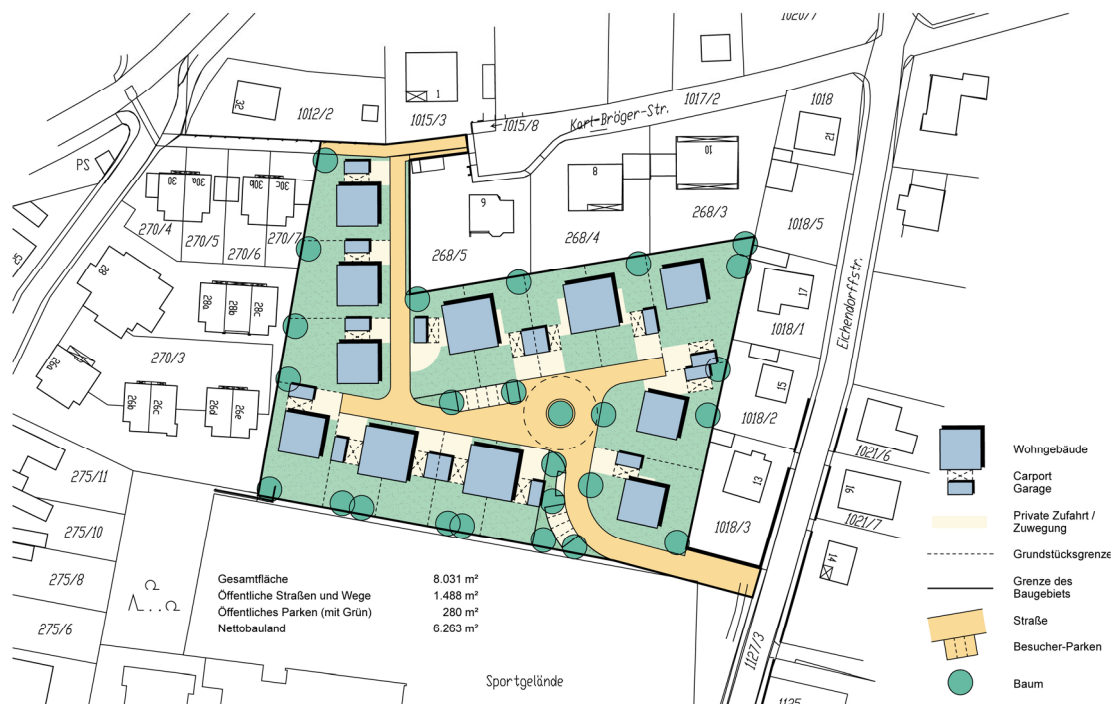 1020/7
32
1012/2
1
1015/3
1015/8
Karl-Bröger-Str.
1017/2
1018
21
PS
30
30a
30b
30c
10
8
6
270/4
270/5
270/6
270/7
268/5
268/4
268/3
1018/5
28
28a
28b
28c
17
1018/1
Eichendorffstr.
270/3
26a
26b
26c
26d
26e
15
1018/2
13
1018/3
1021/6
16
1021/7
14
275/11
275/10
275/8
275/6
Gesamtfläche 8.031 m²
Öffentliche Straßen und Wege 1.488 m²
Öffentliches Parken (mit Grün) 280 m²
Nettobauland 6.263 m²
Sportgelände
1127/3
1125
Wohngebäude
Carport
Garage
Private Zufahrt /
Zuwegung
Grundstücksgrenze
Grenze des
Baugebiets
Straße
Besucher-Parken
Baum